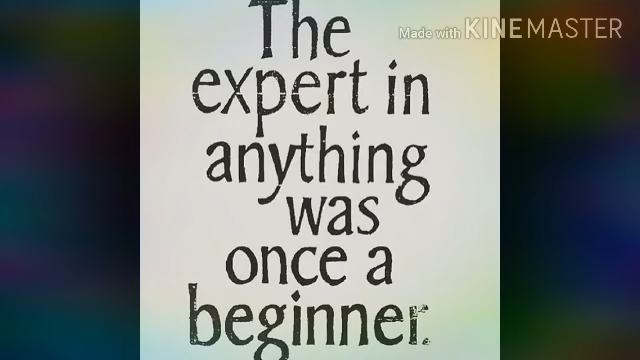 Made with KINEMASTER
The
expert in
anything
was
once a
beginner.